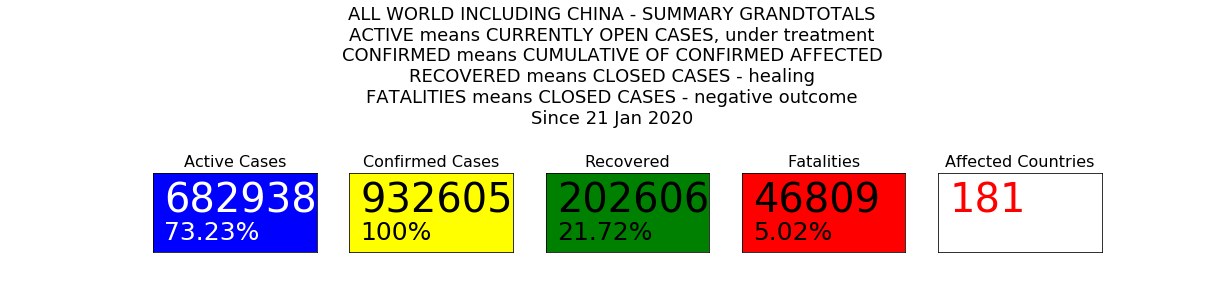 ALL WORLD INCLUDING CHINA - SUMMARY GRANDTOTALS
ACTIVE means CURRENTLY OPEN CASES, under treatment
CONFIRMED means CUMULATIVE OF CONFIRMED AFFECTED
RECOVERED means CLOSED CASES - healing
FATALITIES means CLOSED CASES - negative outcome
Since 21 Jan 2020
Active Cases
682938
73.23%
Confirmed Cases
932605
100%
Recovered
202606
21.72%
Fatalities
46809
5.02%
Affected Countries
181